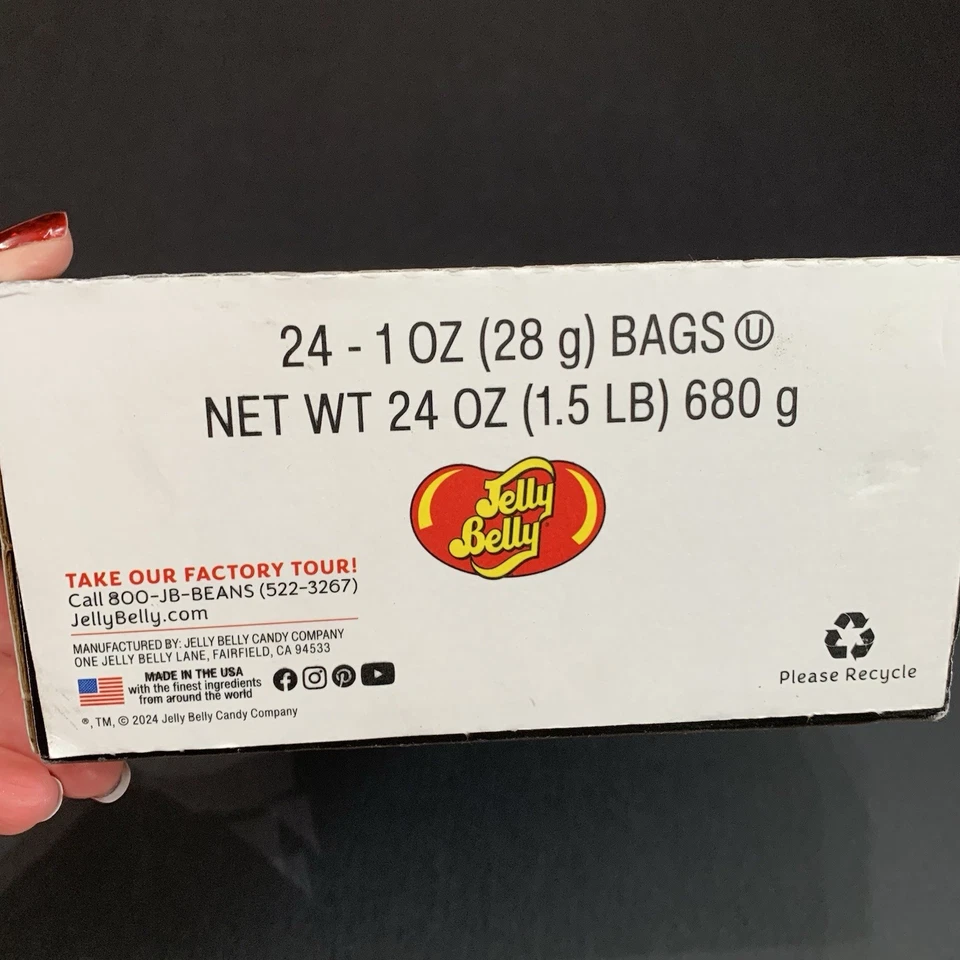 24 - 1 OZ (28 g) BAGS Ⓤ
NET WT 24 OZ (1.5 LB) 680 g
Jelly
Belly®
TAKE OUR FACTORY TOUR!
Call 800-JB-BEANS (522-3267)
JellyBelly.com
MANUFACTURED BY: JELLY BELLY CANDY COMPANY
ONE JELLY BELLY LANE, FAIRFIELD, CA 94533
MADE IN THE USA
with the finest ingredients
from around the world
®, TM, © 2024 Jelly Belly Candy Company
Please Recycle